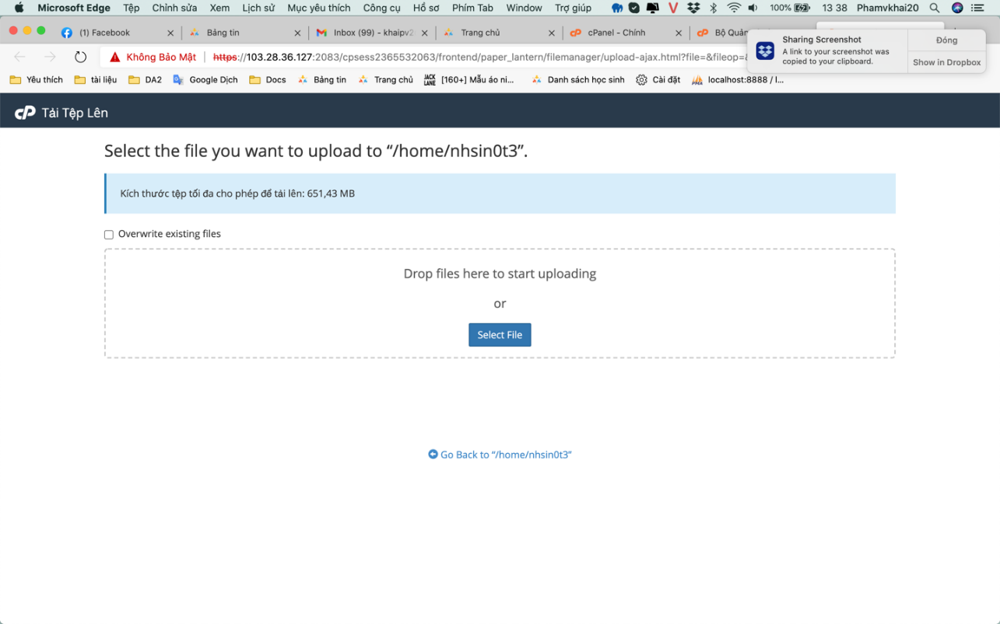 Microsoft Edge Tệp Chỉnh sửa Xem Lịch sử Mục yêu thích Công cụ Hồ sơ Phím Tab Window Trợ giúp 100% 13 38 Phamvkhai20
(1) Facebook Bảng tin Inbox (99) - khaipv2 Trang chủ cPanel - Chính Bộ Quản
Sharing Screenshot
A link to your screenshot was
copied to your clipboard.
Đóng
Show in Dropbox
Không Bảo Mật https://103.28.36.127:2083/cpsess2365532063/frontend/paper_lantern/filemanager/upload-ajax.html?file=&fileop=
Yêu thích tài liệu DA2 Google Dịch Docs Bảng tin Trang chủ JACK LANE [160+] Mẫu áo ni... Danh sách học sinh Cài đặt localhost:8888 / l...
cP Tải Tệp Lên
Select the file you want to upload to “/home/nhsin0t3”.
Kích thước tệp tối đa cho phép để tải lên: 651,43 MB
Overwrite existing files
Drop files here to start uploading
or
Select File
Go Back to “/home/nhsin0t3”